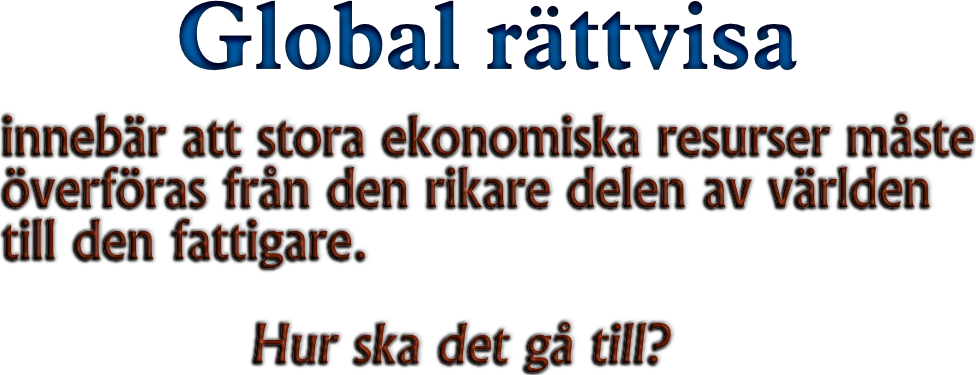 Global rättvisa
innebär att stora ekonomiska resurser måste
överföras från den rikare delen av världen
till den fattigare.
Hur ska det gå till?